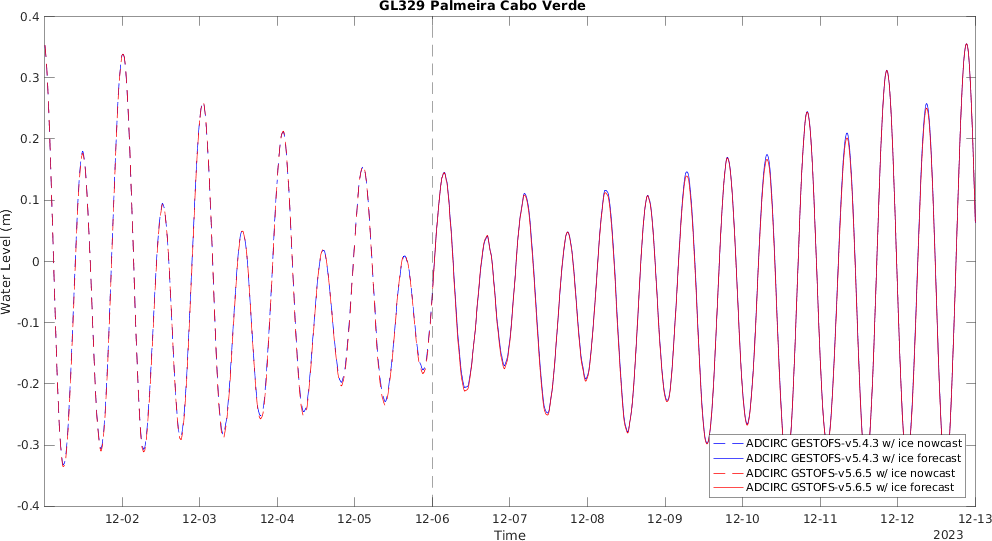 GL329 Palmeira Cabo Verde
0.4
0.3
0.2
0.1
0
-0.1
-0.2
-0.3
-0.4
Water Level (m)
ADCIRC GESTOFS-v5.4.3 w/ ice nowcast
ADCIRC GESTOFS-v5.4.3 w/ ice forecast
ADCIRC GSTOFS-v5.6.5 w/ ice nowcast
ADCIRC GSTOFS-v5.6.5 w/ ice forecast
12-02 12-03 12-04 12-05 12-06 12-07 12-08 12-09 12-10 12-11 12-12 12-13
Time
2023